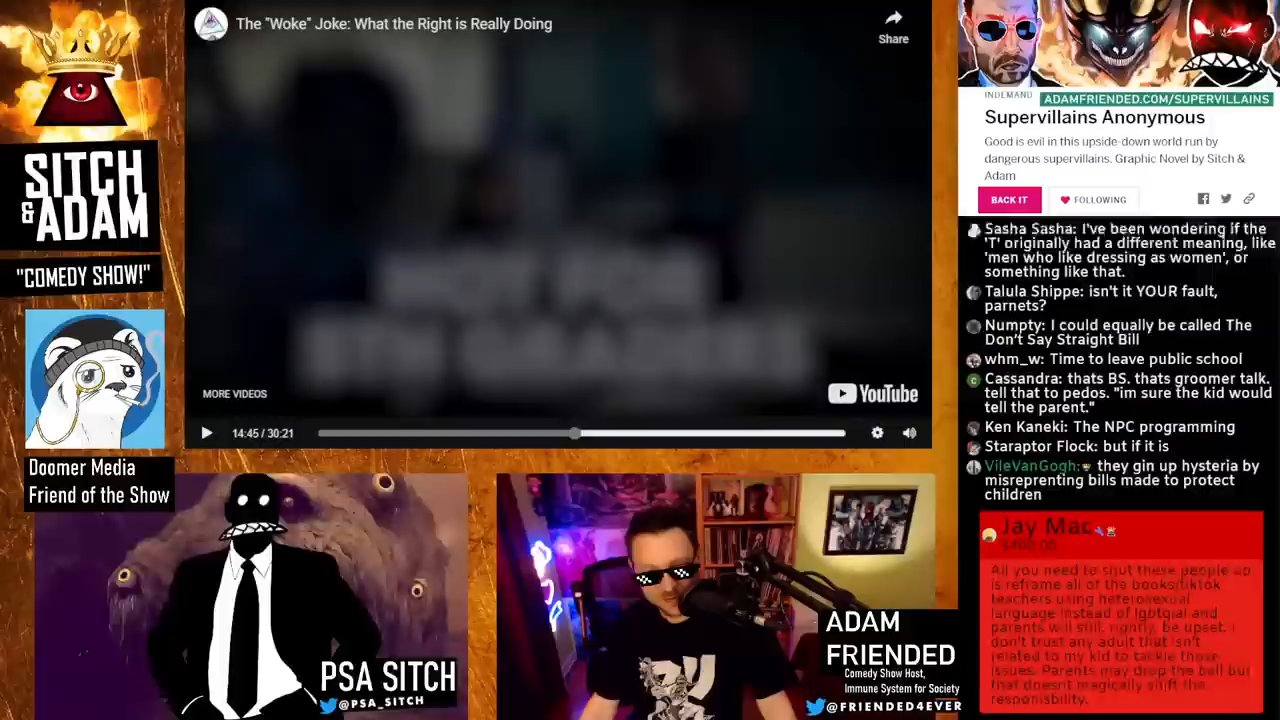 The "Woke" Joke: What the Right is Really Doing
Share
MORE VIDEOS
YouTube
14:45 / 30:21
SITCH
& ADAM
"COMEDY SHOW!"
Doomer Media
Friend of the Show
PSA SITCH
@PSA_SITCH
ADAM
FRIENDED
Comedy Show Host,
Immune System for Society
@FRIENDED4EVER
INDEMAND
ADAMFRIENDED.COM/SUPERVILLAINS
Supervillains Anonymous
Good is evil in this upside-down world run by
dangerous supervillains. Graphic Novel by Sitch &
Adam
BACK IT
FOLLOWING
Sasha Sasha: I've been wondering if the
'T' originally had a different meaning, like
'men who like dressing as women', or
something like that.
Talula Shippe: isn't it YOUR fault,
parnets?
Numpty: I could equally be called The
Don't Say Straight Bill
whm_w: Time to leave public school
Cassandra: thats BS. thats groomer talk.
tell that to pedos. "im sure the kid would
tell the parent."
Ken Kaneki: The NPC programming
Staraptor Flock: but if it is
VileVanGogh: they gin up hysteria by
misreprenting bills made to protect
children
Jay Mac
All you need to shut these people up
is reframe all of the books/tiktok
teachers using heterosexual
language instead of lgbtqiai and
parents will still, rightly, be upset. I
don't trust any adult that isn't
related to my kid to tackle those
issues. Parents may drop the ball but
that doesnt magically shift the
responisbility.